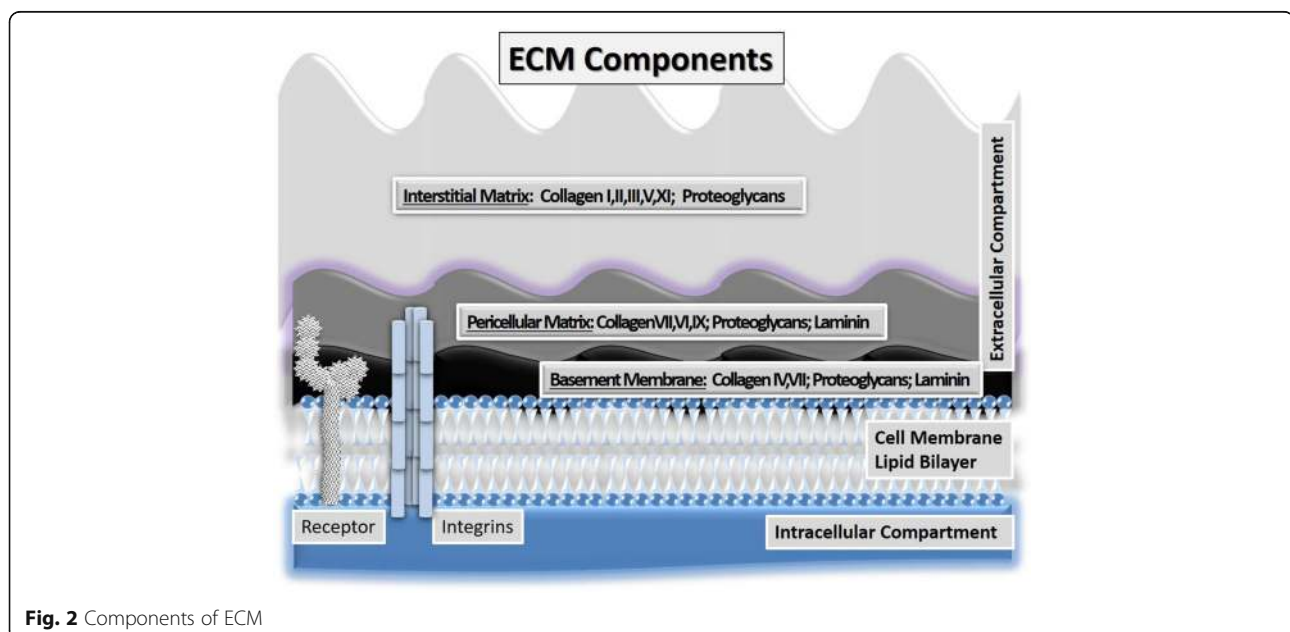 ECM Components
Interstitial Matrix: Collagen I,II,III,V,XI; Proteoglycans
Extracellular Compartment
Pericellular Matrix: CollagenVII,VI,IX; Proteoglycans; Laminin
Basement Membrane: Collagen IV,VII; Proteoglycans; Laminin
Cell Membrane
Lipid Bilayer
Receptor
Integrins
Intracellular Compartment
Fig. 2 Components of ECM